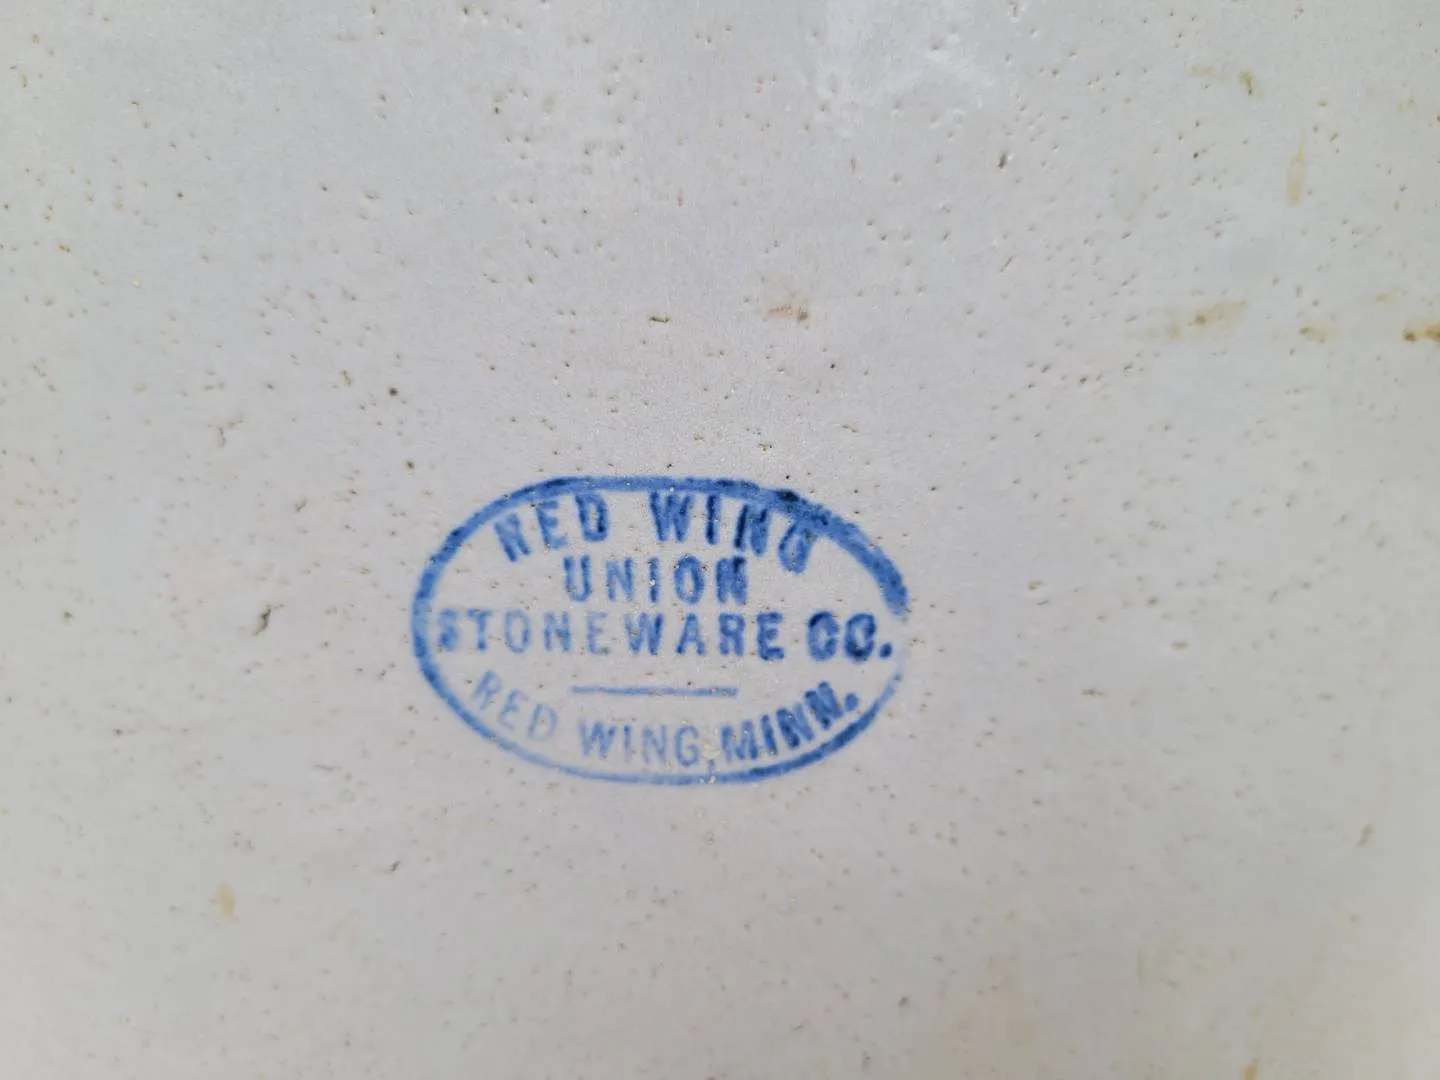 RED WING
UNION
STONEWARE CO.
RED WING, MINN.